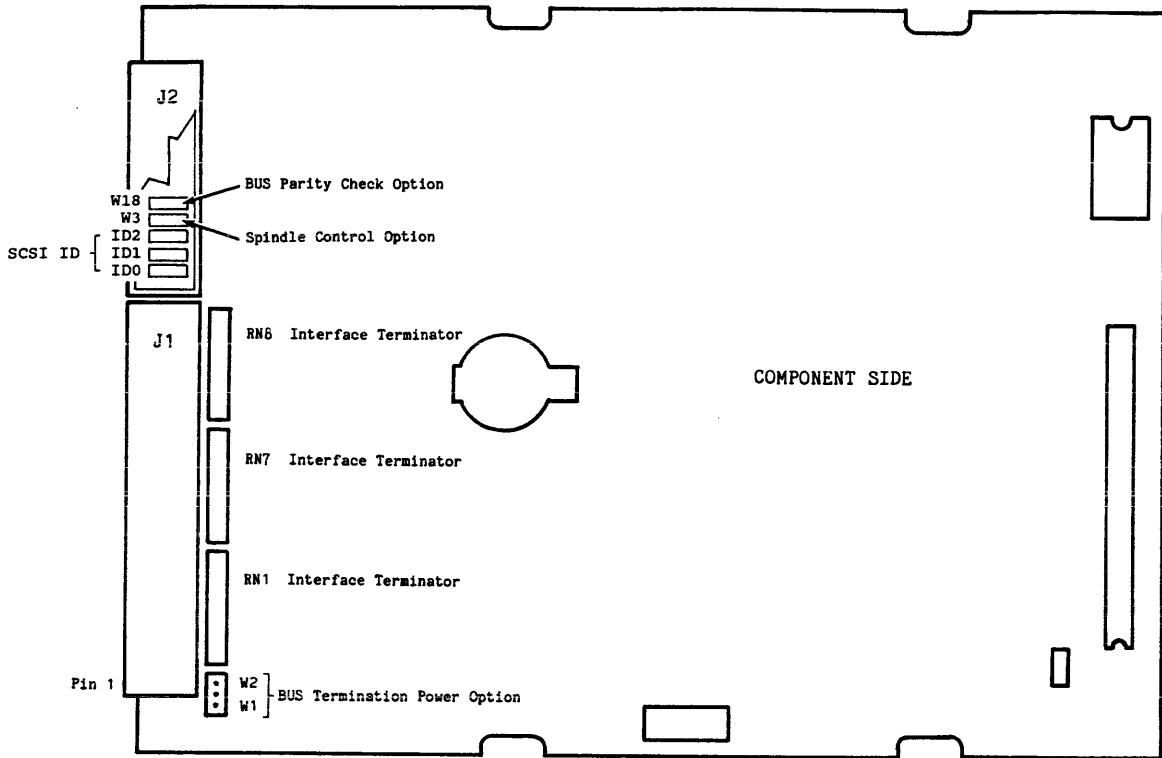 J2
BUS Parity Check Option
W18
W3
Spindle Control Option
ID2
SCSI ID
ID1
ID0
J1
RN8 Interface Terminator
COMPONENT SIDE
RN7 Interface Terminator
RN1 Interface Terminator
Pin 1
W2
BUS Termination Power Option
W1